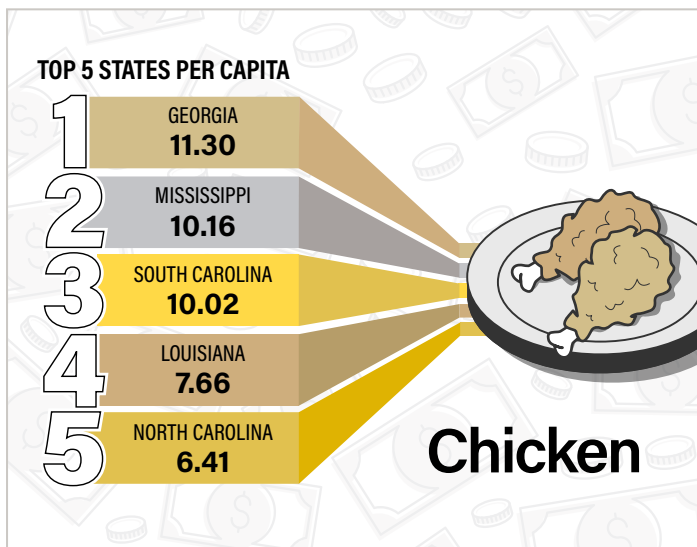 TOP 5 STATES PER CAPITA
1
GEORGIA
11.30
2
MISSISSIPPI
10.16
3
SOUTH CAROLINA
10.02
4
LOUISIANA
7.66
5
NORTH CAROLINA
6.41
Chicken